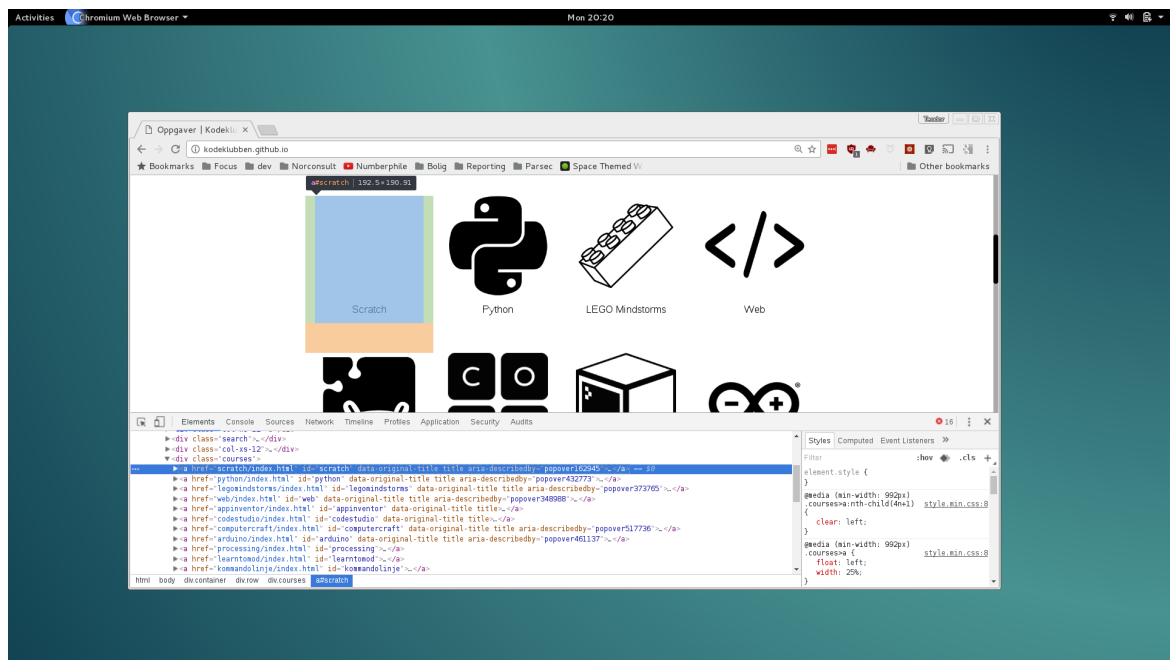 Activities Chromium Web Browser Mon 20:20
Oppgaver | Kodeklu
kodeklubben.github.io
Bookmarks Focus dev Norconsult Numberphile Bolig Reporting Parsec Space Themed W Other bookmarks
a#scratch | 192.5×190.91
Scratch Python LEGO Mindstorms Web
C O
Elements Console Sources Network Timeline Profiles Application Security Audits 16
<div class="search">…</div>
<div class="col-xs-12">…</div>
<div class="courses">
<a href="scratch/index.html" id="scratch" data-original-title title aria-describedby="popover162945">…</a> == $0
<a href="python/index.html" id="python" data-original-title title aria-describedby="popover432773">…</a>
<a href="legomindstorms/index.html" id="legomindstorms" data-original-title title aria-describedby="popover373765">…</a>
<a href="web/index.html" id="web" data-original-title title aria-describedby="popover348988">…</a>
<a href="appinventor/index.html" id="appinventor" data-original-title title>…</a>
<a href="codestudio/index.html" id="codestudio" data-original-title title>…</a>
<a href="computercraft/index.html" id="computercraft" data-original-title title aria-describedby="popover517736">…</a>
<a href="arduino/index.html" id="arduino" data-original-title title aria-describedby="popover461137">…</a>
<a href="processing/index.html" id="processing">…</a>
<a href="learntomod/index.html" id="learntomod">…</a>
<a href="kommandolinje/index.html" id="kommandolinje">…</a>
html body div.container div.row div.courses a#scratch
Styles Computed Event Listeners
Filter :hov .cls +
element.style {
}
@media (min-width: 992px)
.courses>a:nth-child(4n+1) style.min.css:8
{
clear: left;
}
@media (min-width: 992px)
.courses>a { style.min.css:8
float: left;
width: 25%;
}